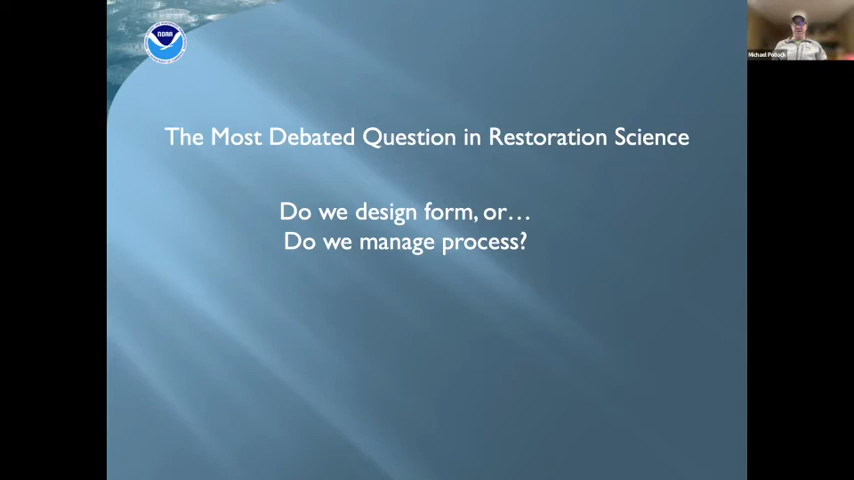 NOAA
Michael Pollock
The Most Debated Question in Restoration Science
Do we design form, or…
Do we manage process?